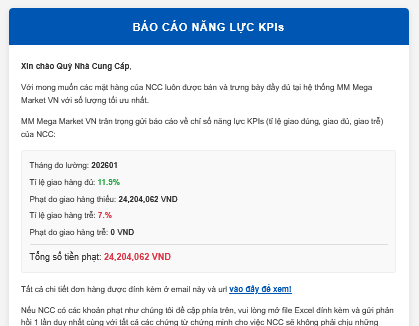 BÁO CÁO NĂNG LỰC KPIs
Xin chào Quý Nhà Cung Cấp,
Với mong muốn các mặt hàng của NCC luôn được bán và trưng bày đầy đủ tại hệ thống MM Mega
Market VN với số lượng tối ưu nhất.
MM Mega Market VN trân trọng gửi báo cáo về chỉ số năng lực KPIs (tỉ lệ giao đúng, giao đủ, giao trễ)
của NCC:
Tháng đo lường: 202601
Tỉ lệ giao hàng đủ: 11.9%
Phạt do giao hàng thiếu: 24,204,062 VND
Tỉ lệ giao hàng trễ: 7.%
Phạt do giao hàng trễ: 0 VND
Tổng số tiền phạt: 24,204,062 VND
Tất cả chi tiết đơn hàng được đính kèm ở email này và url vào đây để xem!
Nếu NCC có các khoản phạt như chúng tôi đề cập phía trên, vui lòng mở file Excel đính kèm và gửi phản
hồi 1 lần duy nhất cùng với tất cả các chứng từ chứng minh cho việc NCC sẽ không phải chịu những